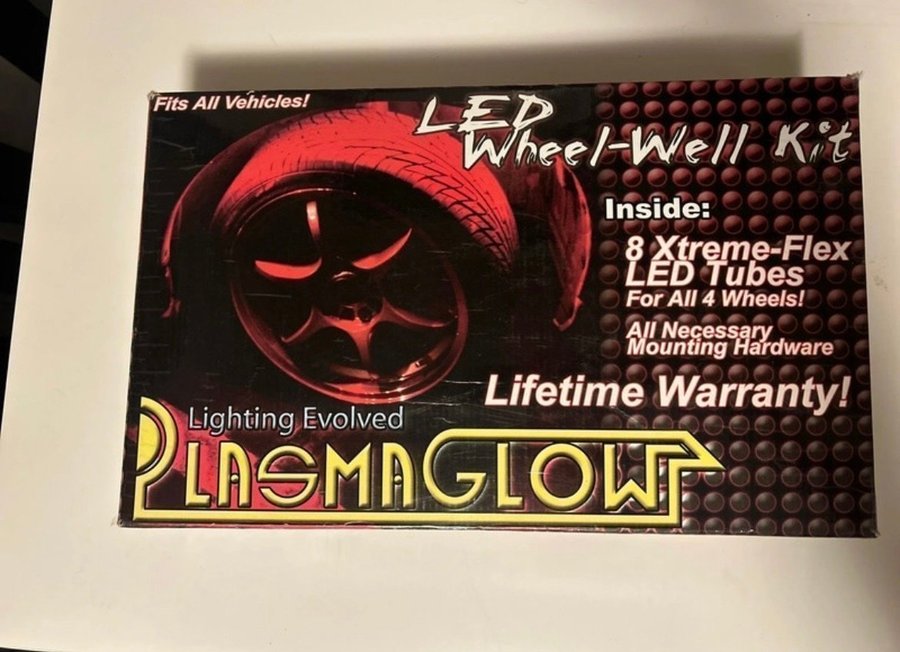 Fits All Vehicles!
LED
Wheel-Well Kit
Inside:
8 Xtreme-Flex
LED Tubes
For All 4 Wheels!
All Necessary
Mounting Hardware
Lifetime Warranty!
Lighting Evolved
PLASMAGLOW